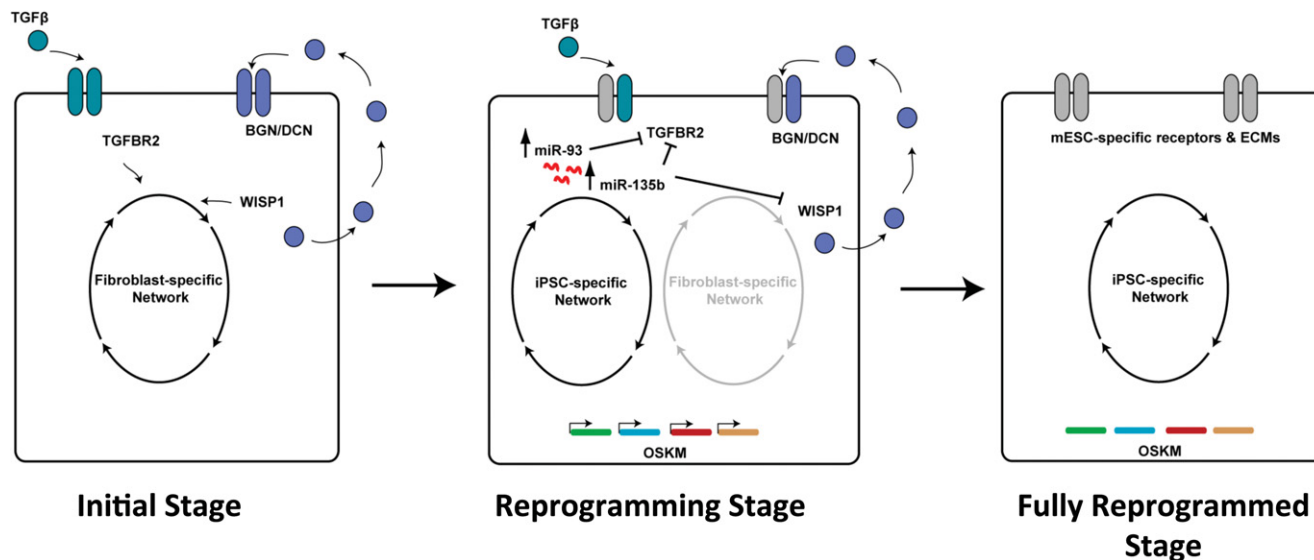 TGFβ
BGN/DCN
TGFBR2
WISP1
Fibroblast-specific
Network
Initial Stage
TGFβ
TGFBR2
BGN/DCN
miR-93
miR-135b
WISP1
iPSC-specific
Network
Fibroblast-specific
Network
OSKM
Reprogramming Stage
mESC-specific receptors & ECMs
iPSC-specific
Network
OSKM
Fully Reprogrammed
Stage